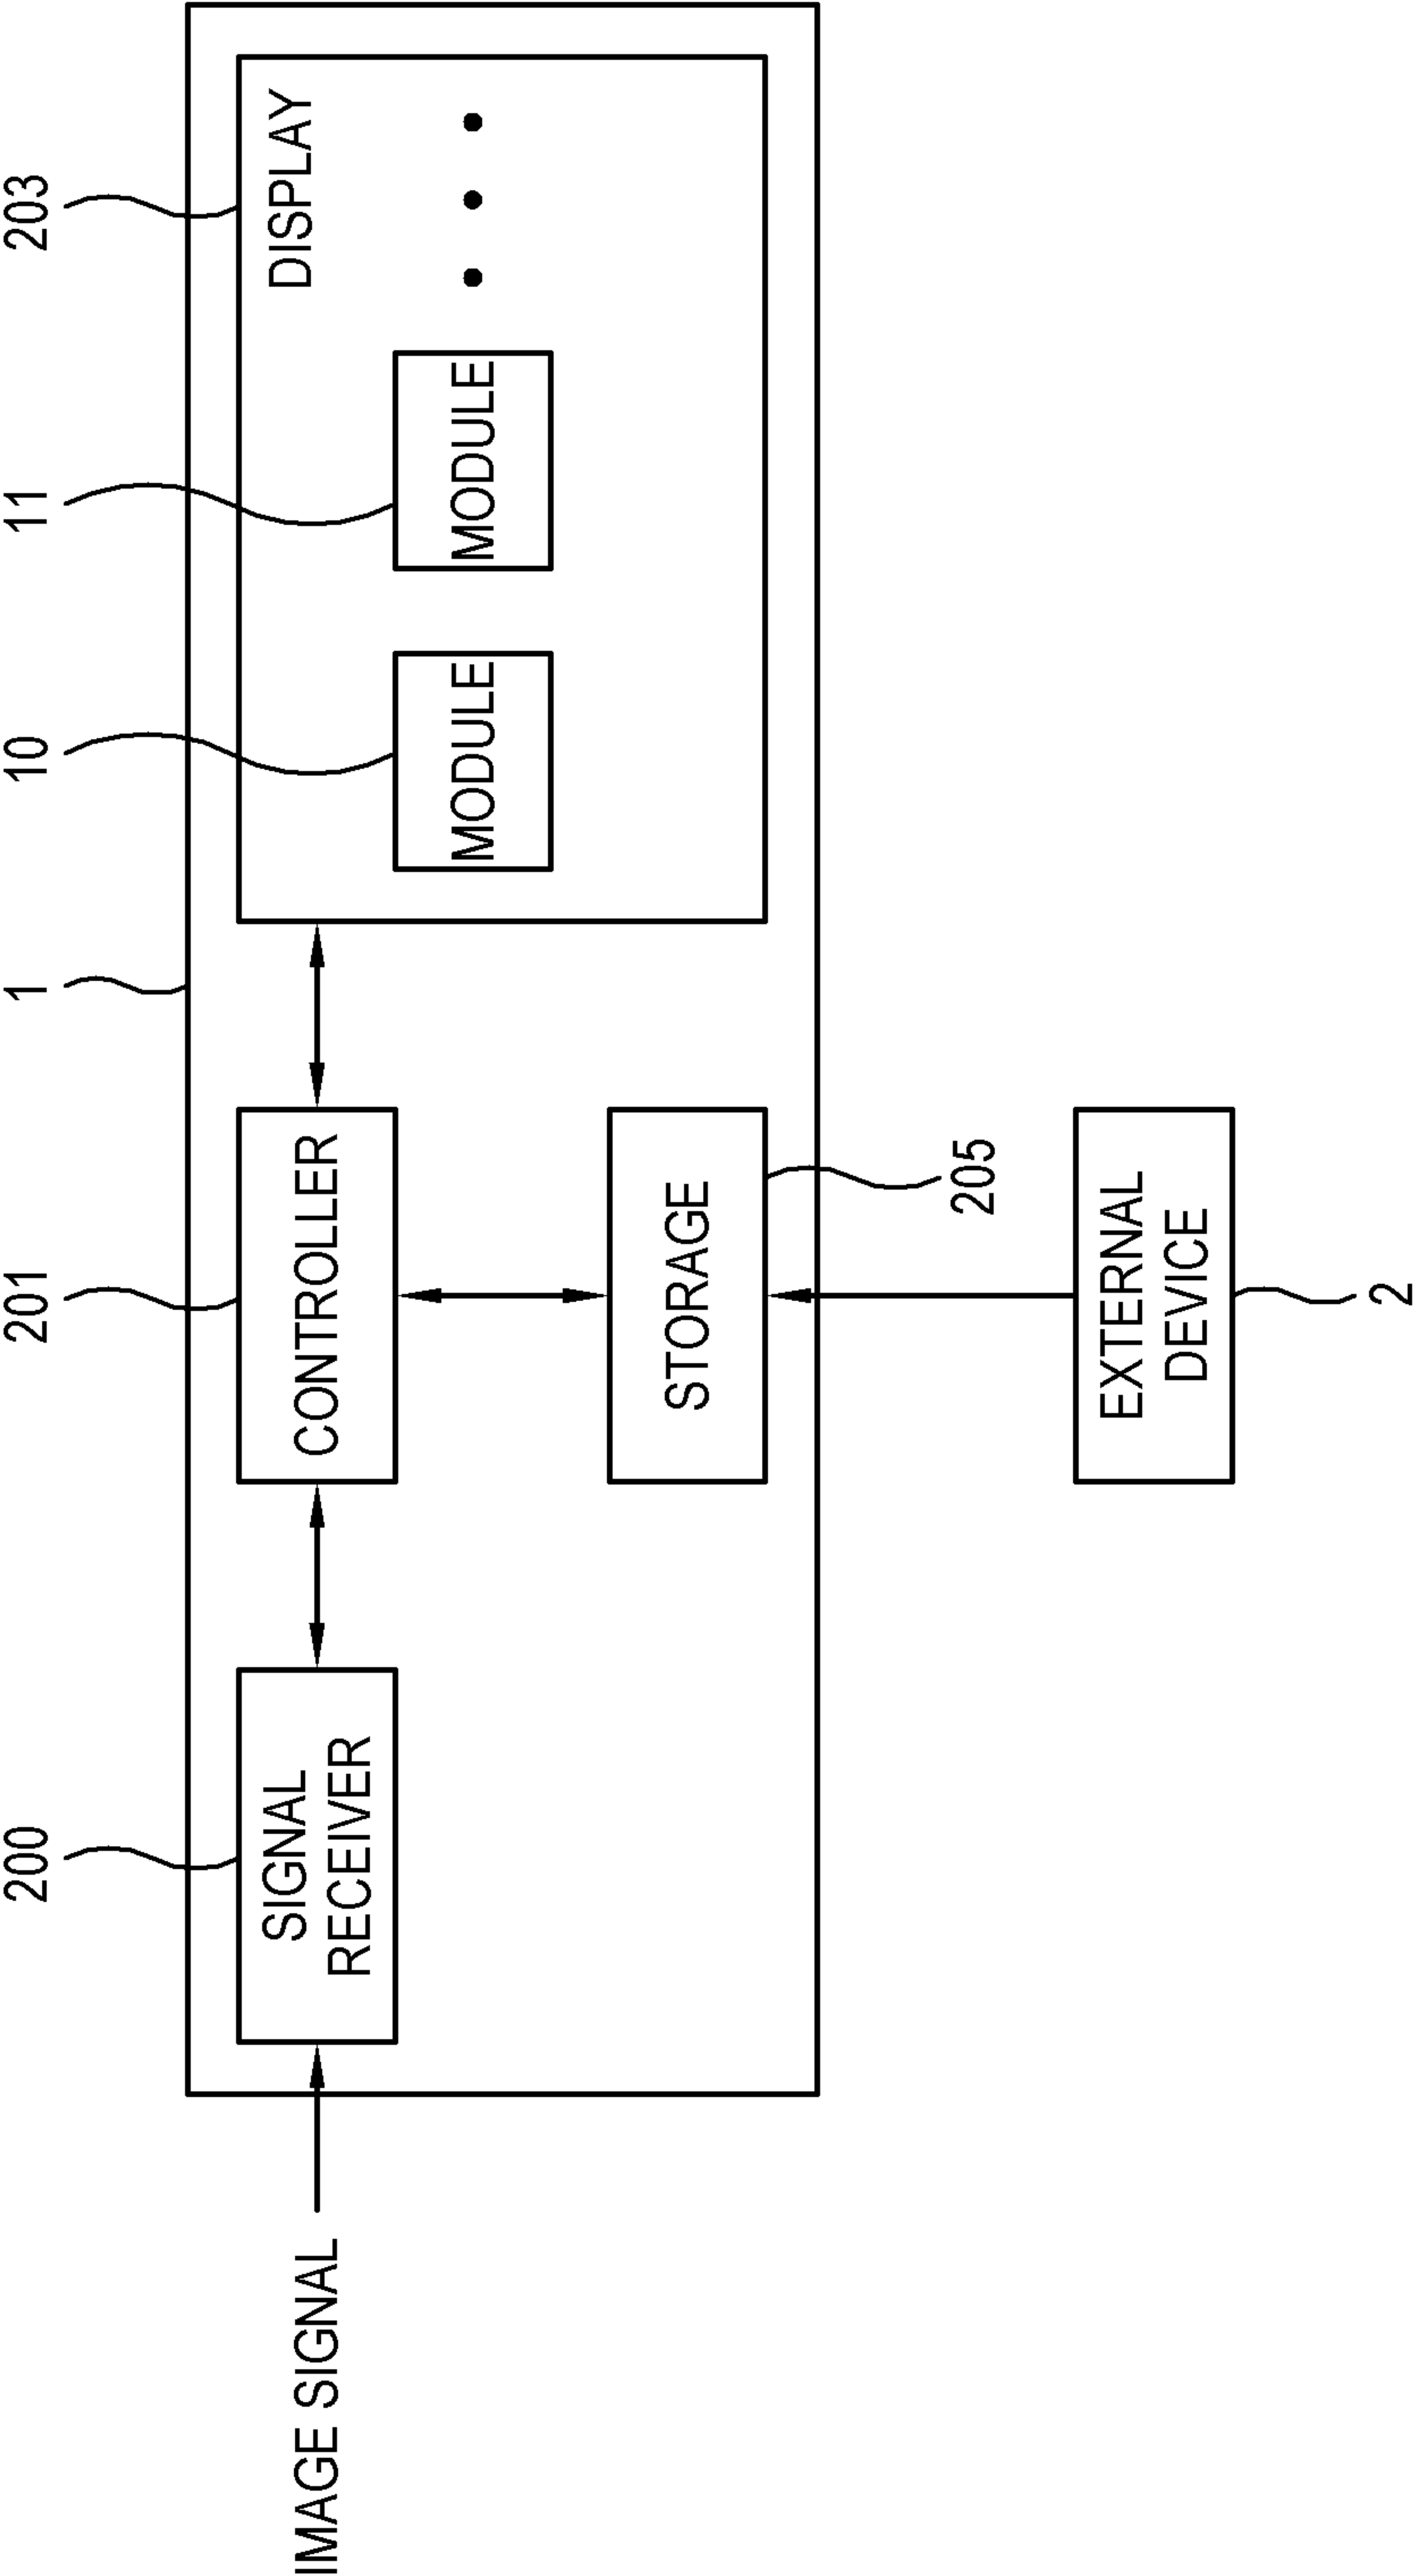 200
201
1
10
11
203
IMAGE SIGNAL
SIGNAL
RECEIVER
CONTROLLER
DISPLAY
MODULE
MODULE
STORAGE
205
EXTERNAL
DEVICE
2